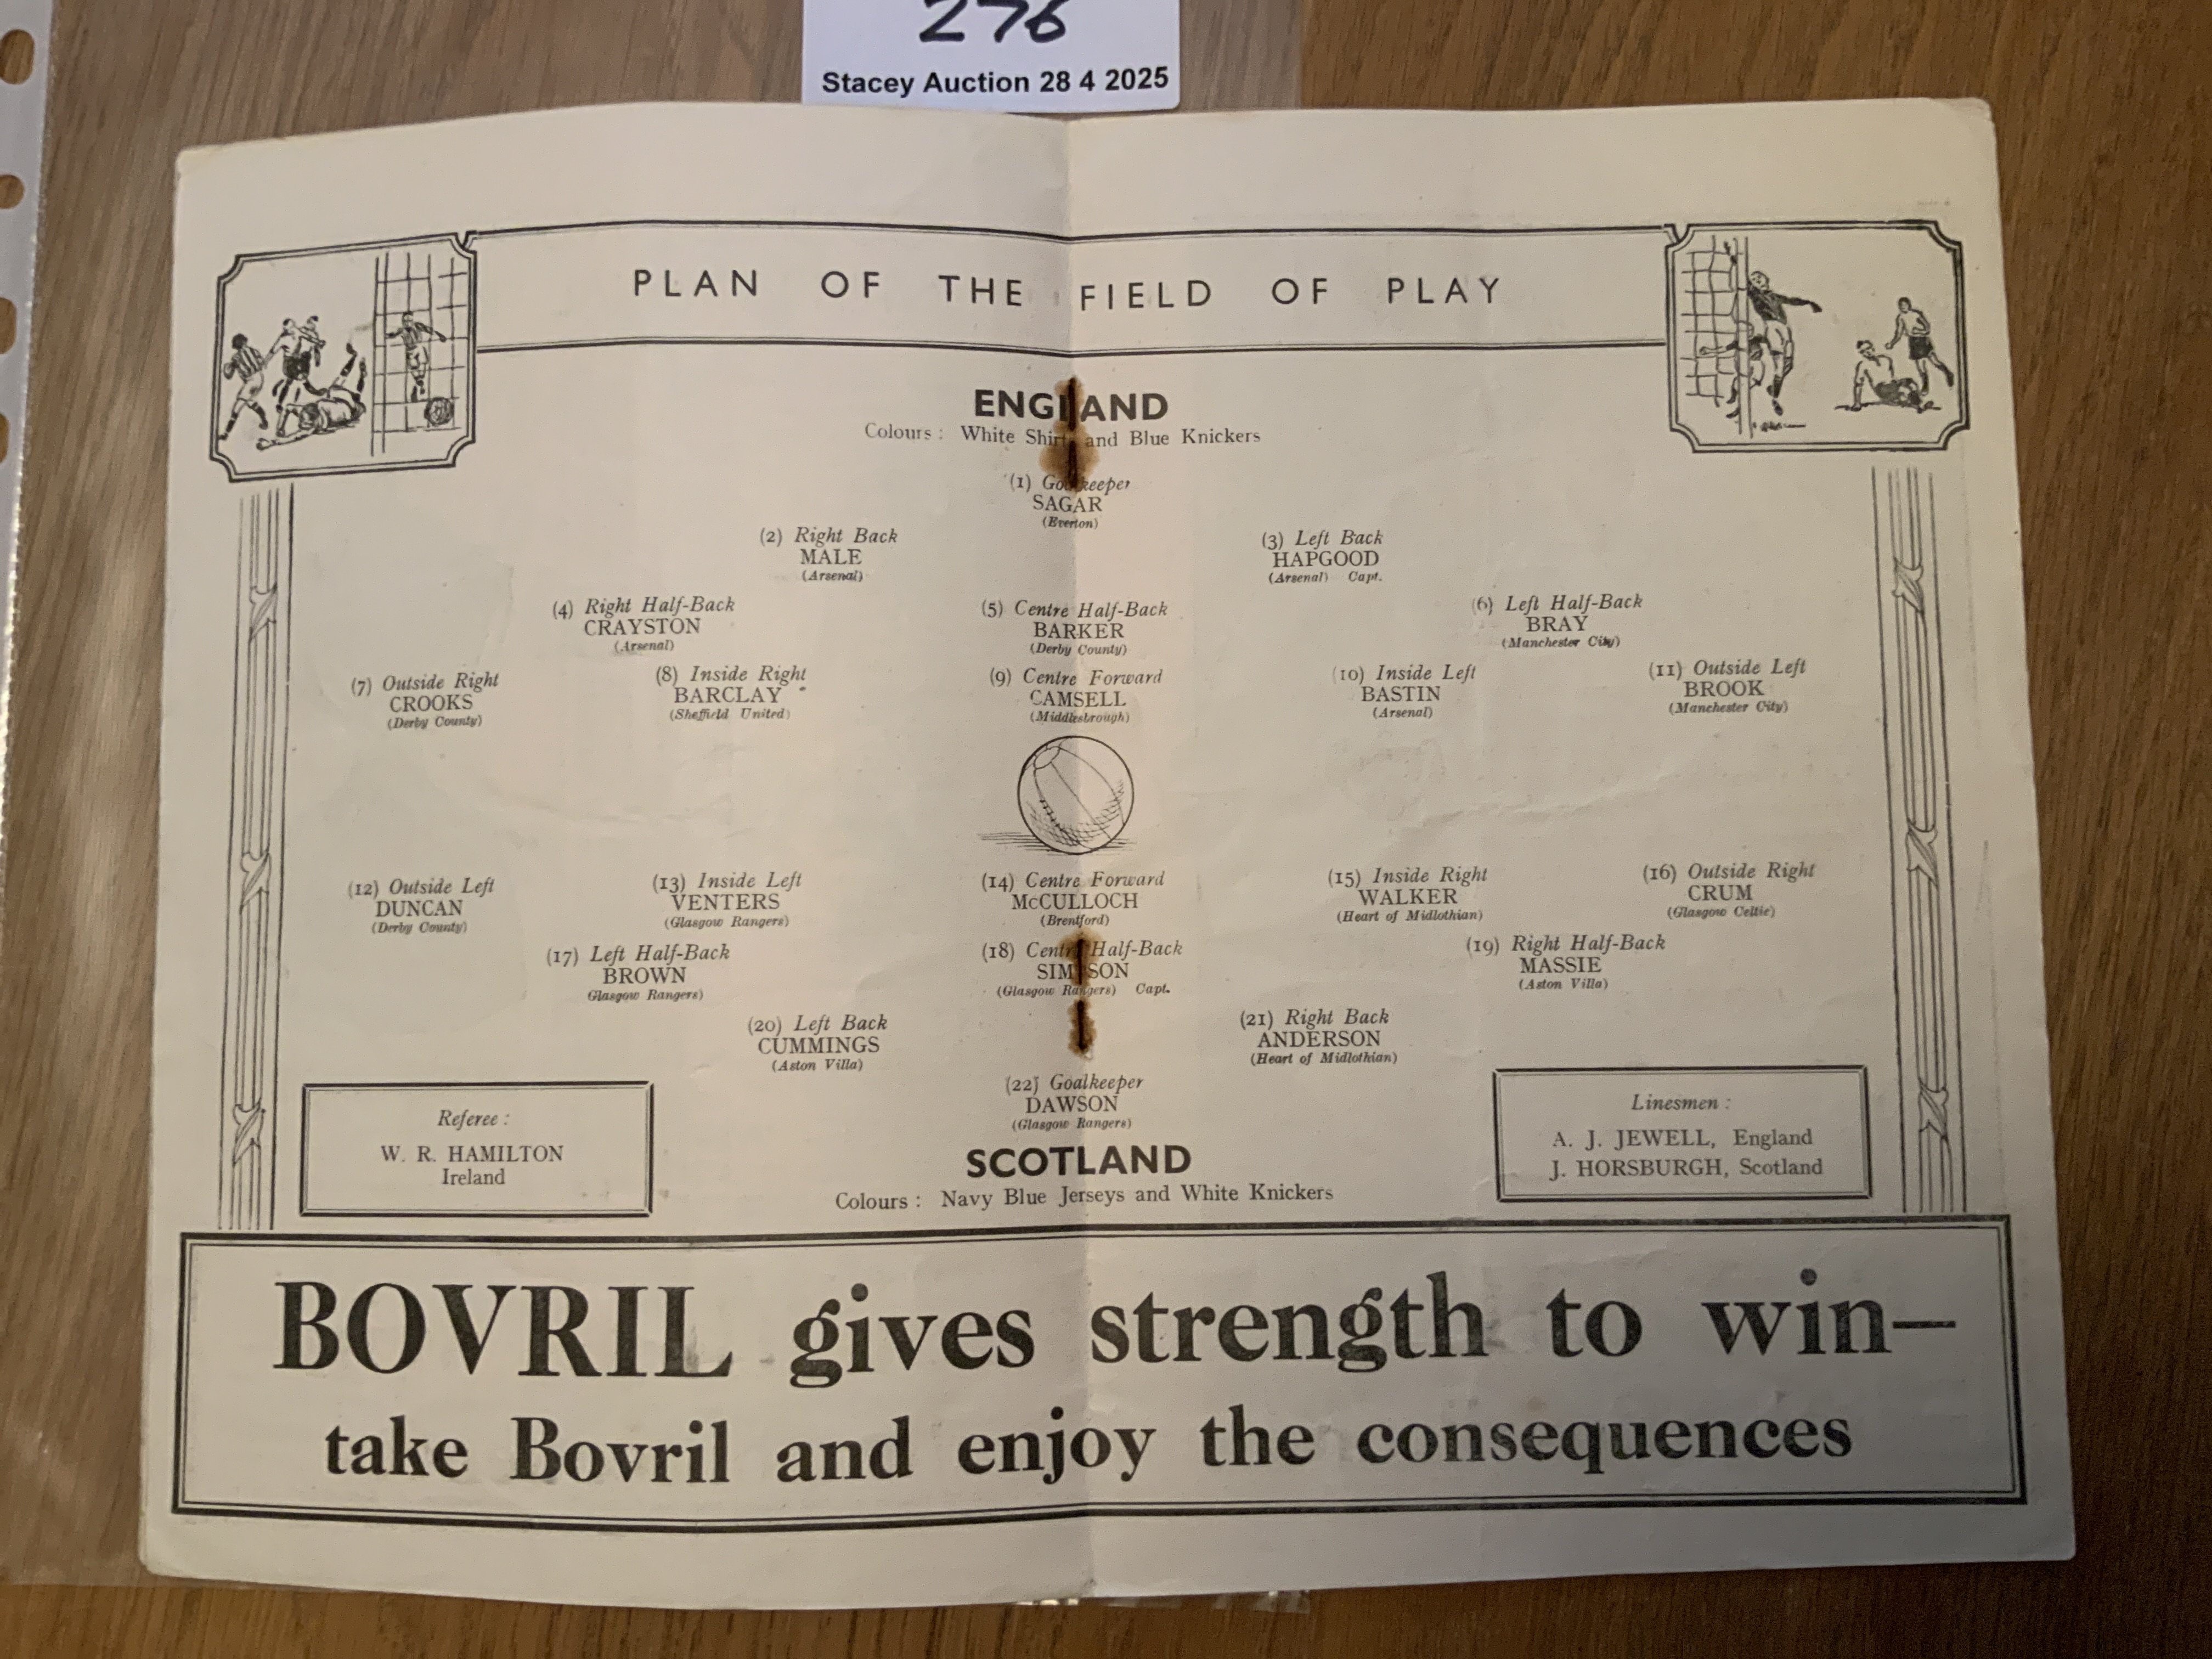 276
Stacey Auction 28 4 2025
PLAN OF THE FIELD OF PLAY
ENGLAND
Colours : White Shirts and Blue Knickers
(1) Goalkeeper
SAGAR
(Everton)
(2) Right Back
MALE
(Arsenal)
(3) Left Back
HAPGOOD
(Arsenal) Capt.
(4) Right Half-Back
CRAYSTON
(Arsenal)
(5) Centre Half-Back
BARKER
(Derby County)
(6) Left Half-Back
BRAY
(Manchester City)
(7) Outside Right
CROOKS
(Derby County)
(8) Inside Right
BARCLAY
(Sheffield United)
(9) Centre Forward
CAMSELL
(Middlesbrough)
(10) Inside Left
BASTIN
(Arsenal)
(11) Outside Left
BROOK
(Manchester City)
(12) Outside Left
DUNCAN
(Derby County)
(13) Inside Left
VENTERS
(Glasgow Rangers)
(14) Centre Forward
McCULLOCH
(Brentford)
(15) Inside Right
WALKER
(Heart of Midlothian)
(16) Outside Right
CRUM
(Glasgow Celtic)
(17) Left Half-Back
BROWN
Glasgow Rangers)
(18) Centre Half-Back
SIMPSON
(Glasgow Rangers) Capt.
(19) Right Half-Back
MASSIE
(Aston Villa)
(20) Left Back
CUMMINGS
(Aston Villa)
(21) Right Back
ANDERSON
(Heart of Midlothian)
(22) Goalkeeper
DAWSON
(Glasgow Rangers)
SCOTLAND
Colours : Navy Blue Jerseys and White Knickers
Referee :
W. R. HAMILTON
Ireland
Linesmen :
A. J. JEWELL, England
J. HORSBURGH, Scotland
BOVRIL gives strength to win—
take Bovril and enjoy the consequences